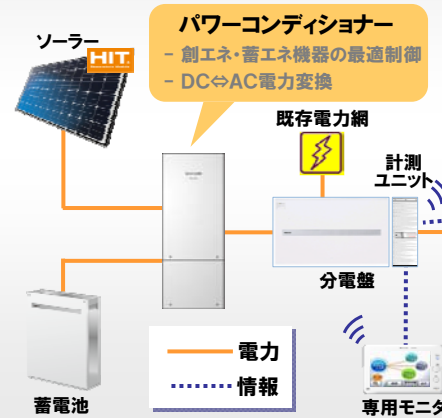 パワーコンディショナー
- 創エネ・蓄エネ機器の最適制御
- DC⇔AC電力変換
ソーラー
HIT.
既存電力網
計測
ユニット
分電盤
蓄電池
電力
情報
専用モニタ